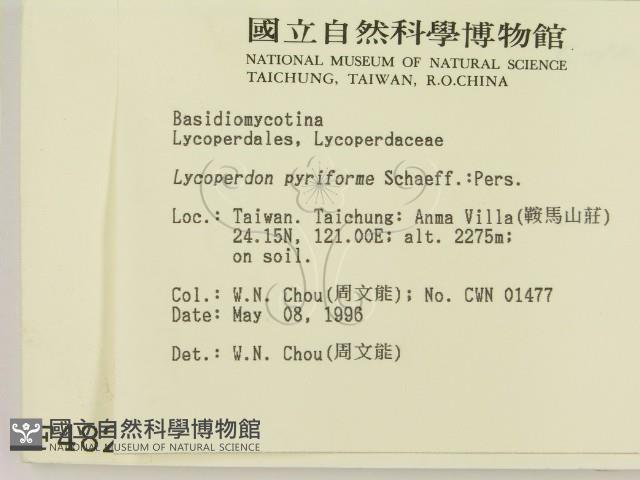 國立自然科學博物館
NATIONAL MUSEUM OF NATURAL SCIENCE
TAICHUNG, TAIWAN, R.O.CHINA
Basidiomycotina
Lycoperdales, Lycoperdaceae
Lycoperdon pyriforme Schaeff.:Pers.
Loc.: Taiwan. Taichung: Anma Villa(鞍馬山莊)
24.15N, 121.00E; alt. 2275m;
on soil.
Col.: W.N. Chou(周文能); No. CWN 01477
Date: May 08, 1996
Det.: W.N. Chou(周文能)
國立自然科學博物館
NATIONAL MUSEUM OF NATURAL SCIENCE